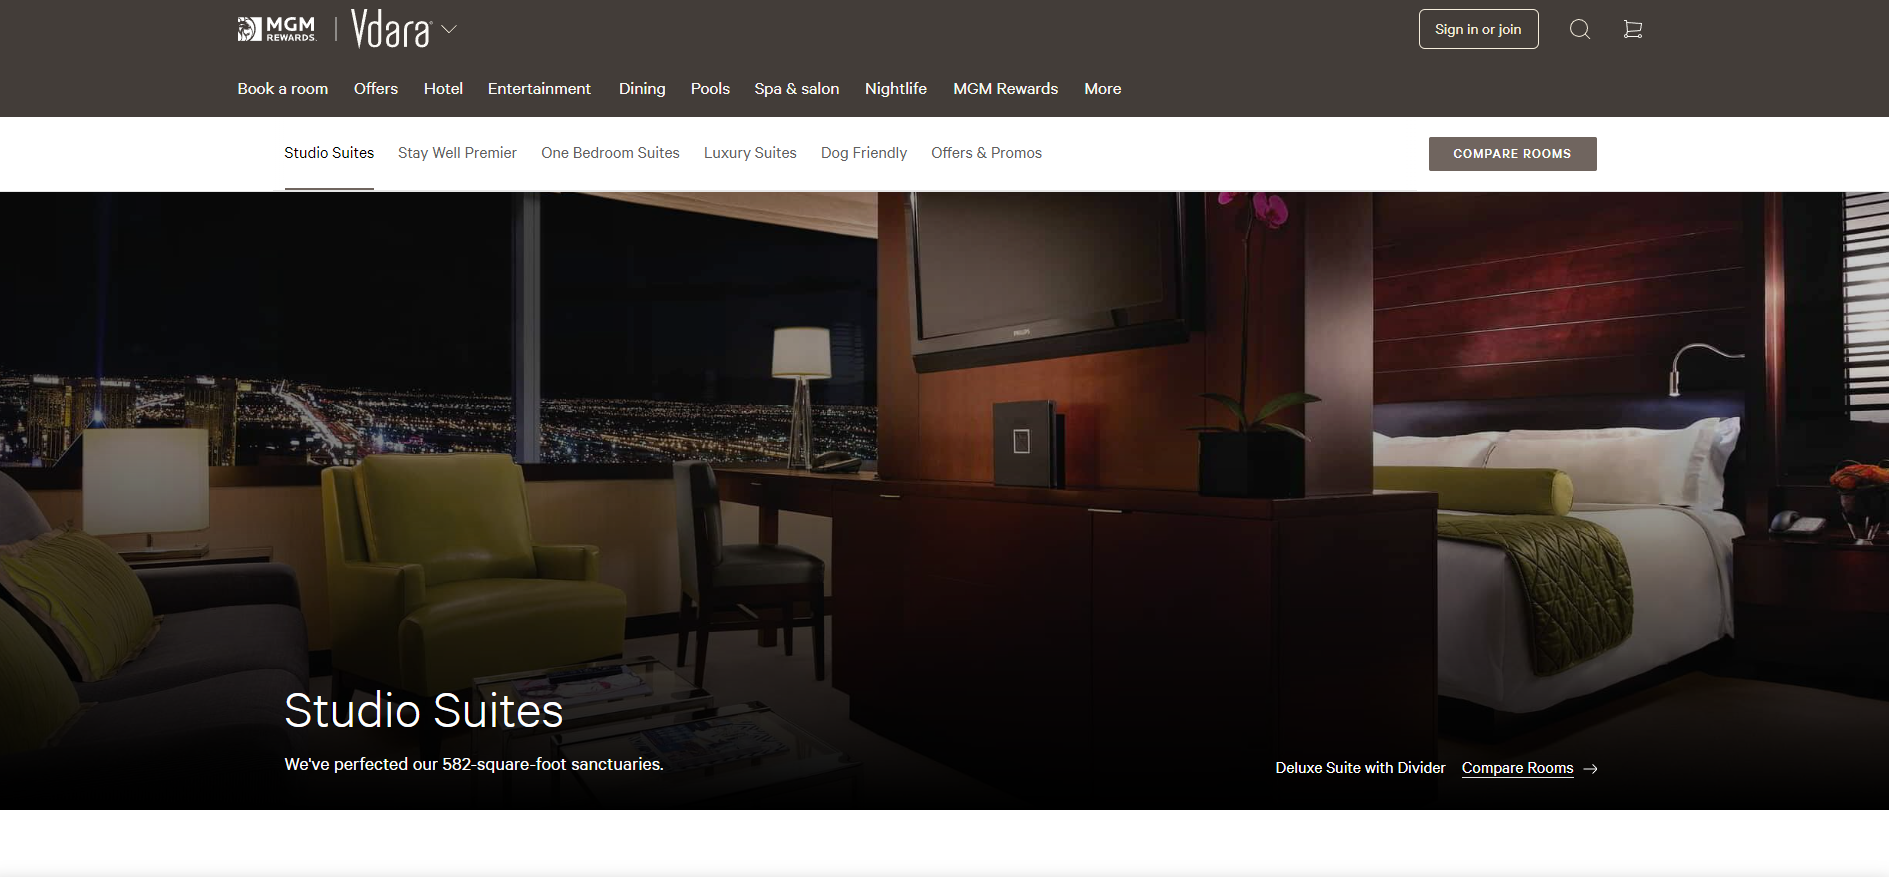 MGM REWARDS.
Vdara
Sign in or join
Book a room Offers Hotel Entertainment Dining Pools Spa & salon Nightlife MGM Rewards More
Studio Suites Stay Well Premier One Bedroom Suites Luxury Suites Dog Friendly Offers & Promos
COMPARE ROOMS
PHILIPS
Studio Suites
We've perfected our 582-square-foot sanctuaries.
Deluxe Suite with Divider Compare Rooms